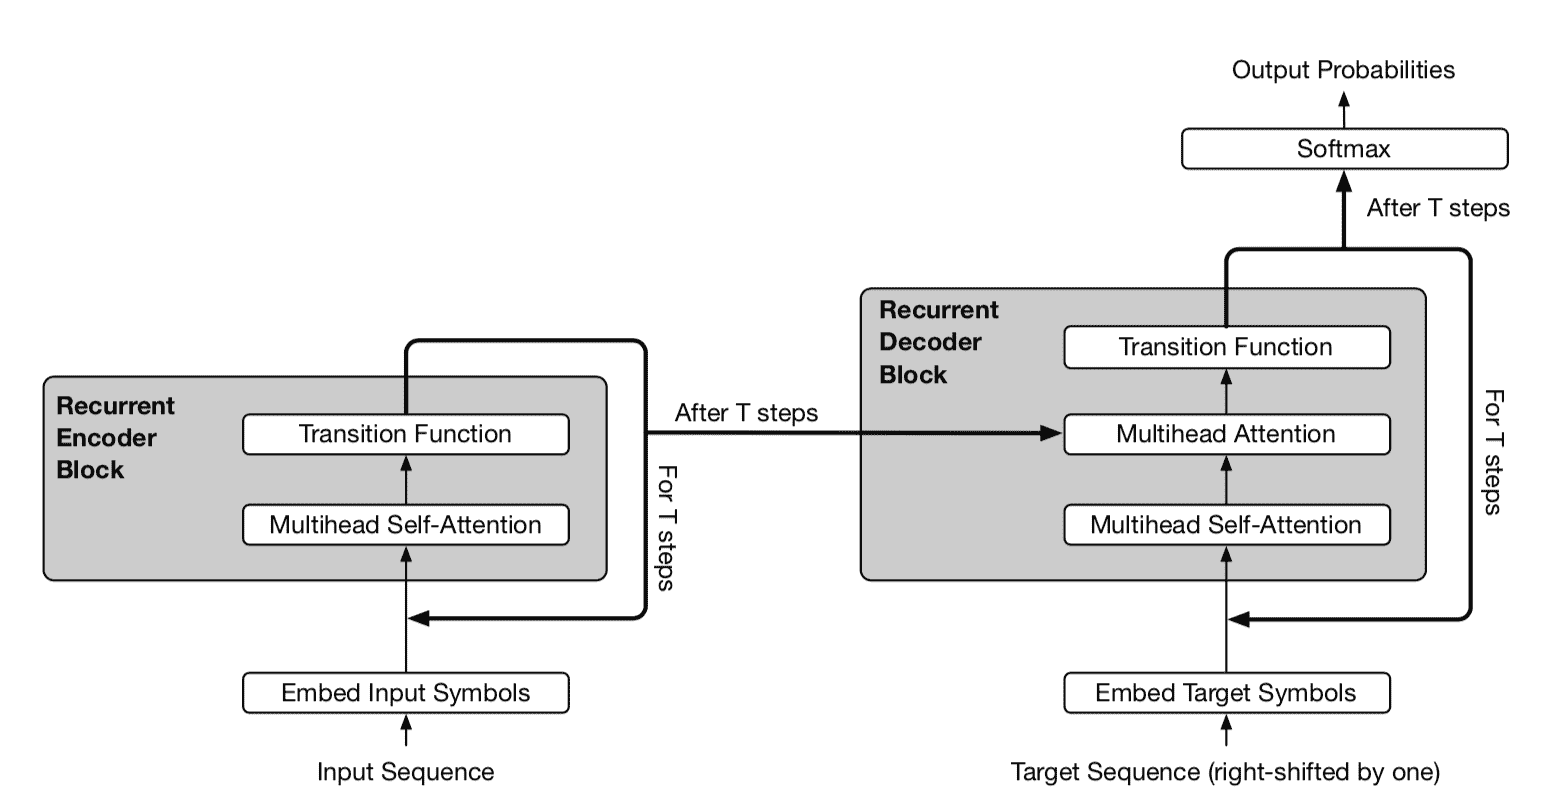 Output Probabilities
Softmax
After T steps
Recurrent
Decoder
Block
Transition Function
Multihead Attention
Multihead Self-Attention
For T steps
After T steps
Recurrent
Encoder
Block
Transition Function
Multihead Self-Attention
For T steps
Embed Input Symbols
Input Sequence
Embed Target Symbols
Target Sequence (right-shifted by one)